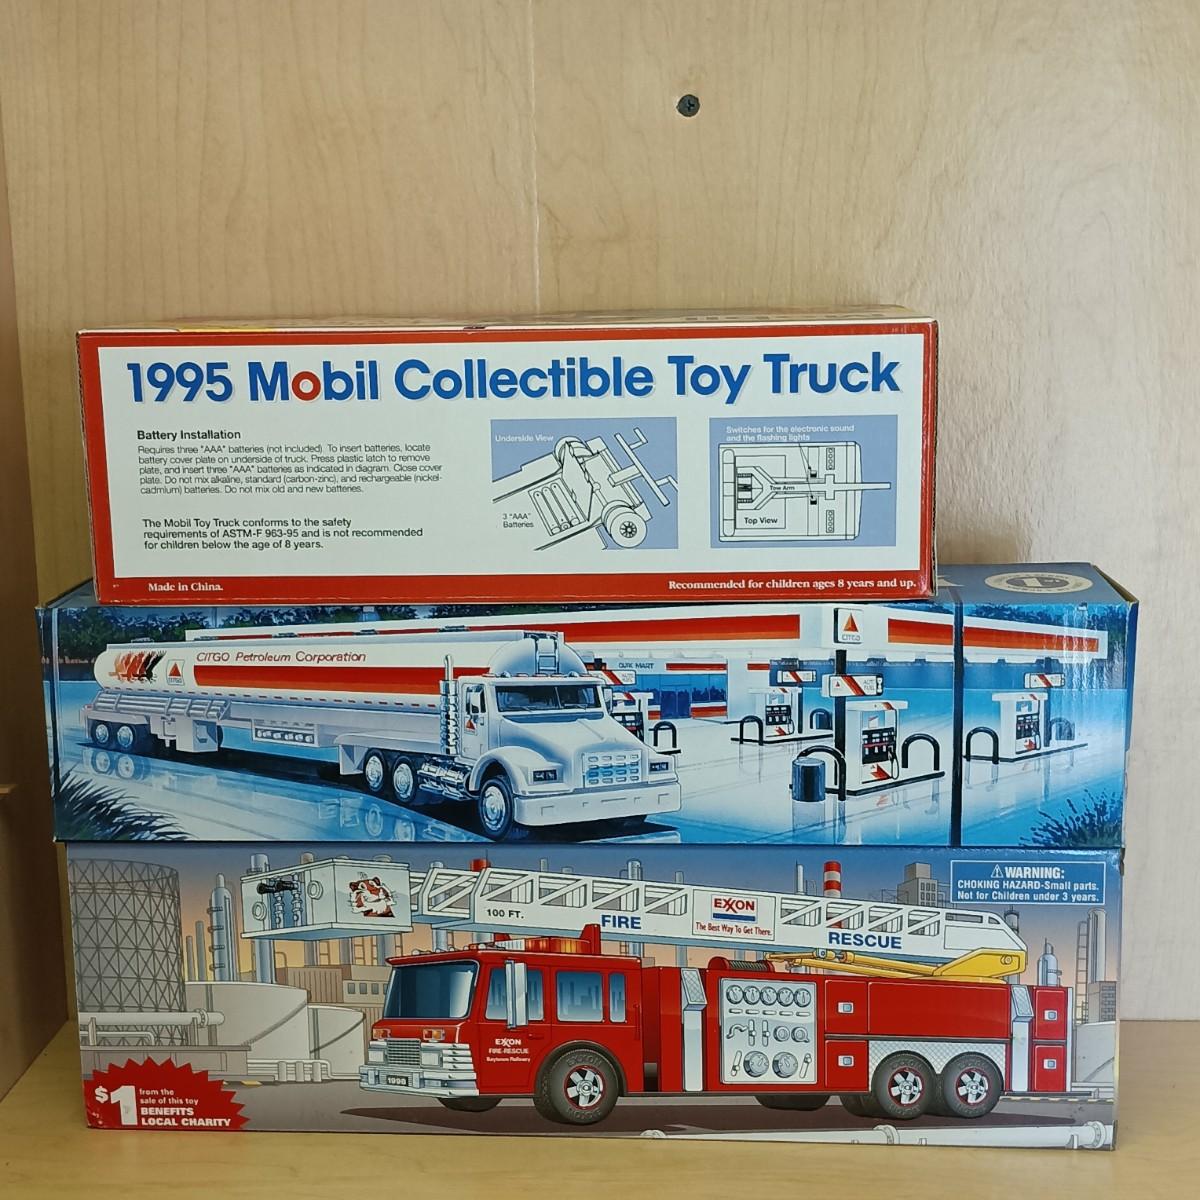 1995 Mobil Collectible Toy Truck
Battery Installation
Requires three "AAA" batteries (not included). To insert batteries, locate
battery cover plate on underside of truck. Press plastic latch to remove
plate, and insert three "AAA" batteries as indicated in diagram. Close cover
plate. Do not mix alkaline, standard (carbon-zinc), and rechargeable (nickel-
cadmium) batteries. Do not mix old and new batteries.
The Mobil Toy Truck conforms to the safety
requirements of ASTM-F 963-95 and is not recommended
for children below the age of 8 years.
Underside View
3 "AAA"
Batteries
Switches for the electronic sound
and the flashing lights
Tow Arm
Top View
Made in China.
Recommended for children ages 8 years and up.
CITGO Petroleum Corporation
CITGO
CITGO
QUIK MART
WARNING:
CHOKING HAZARD-Small parts.
Not for Children under 3 years.
100 FT.
FIRE
EXXON
The Best Way To Get There.
RESCUE
EXXON
FIRE-RESCUE
Baytown Refinery
1998
$1 from the
sale of this toy
BENEFITS
LOCAL CHARITY